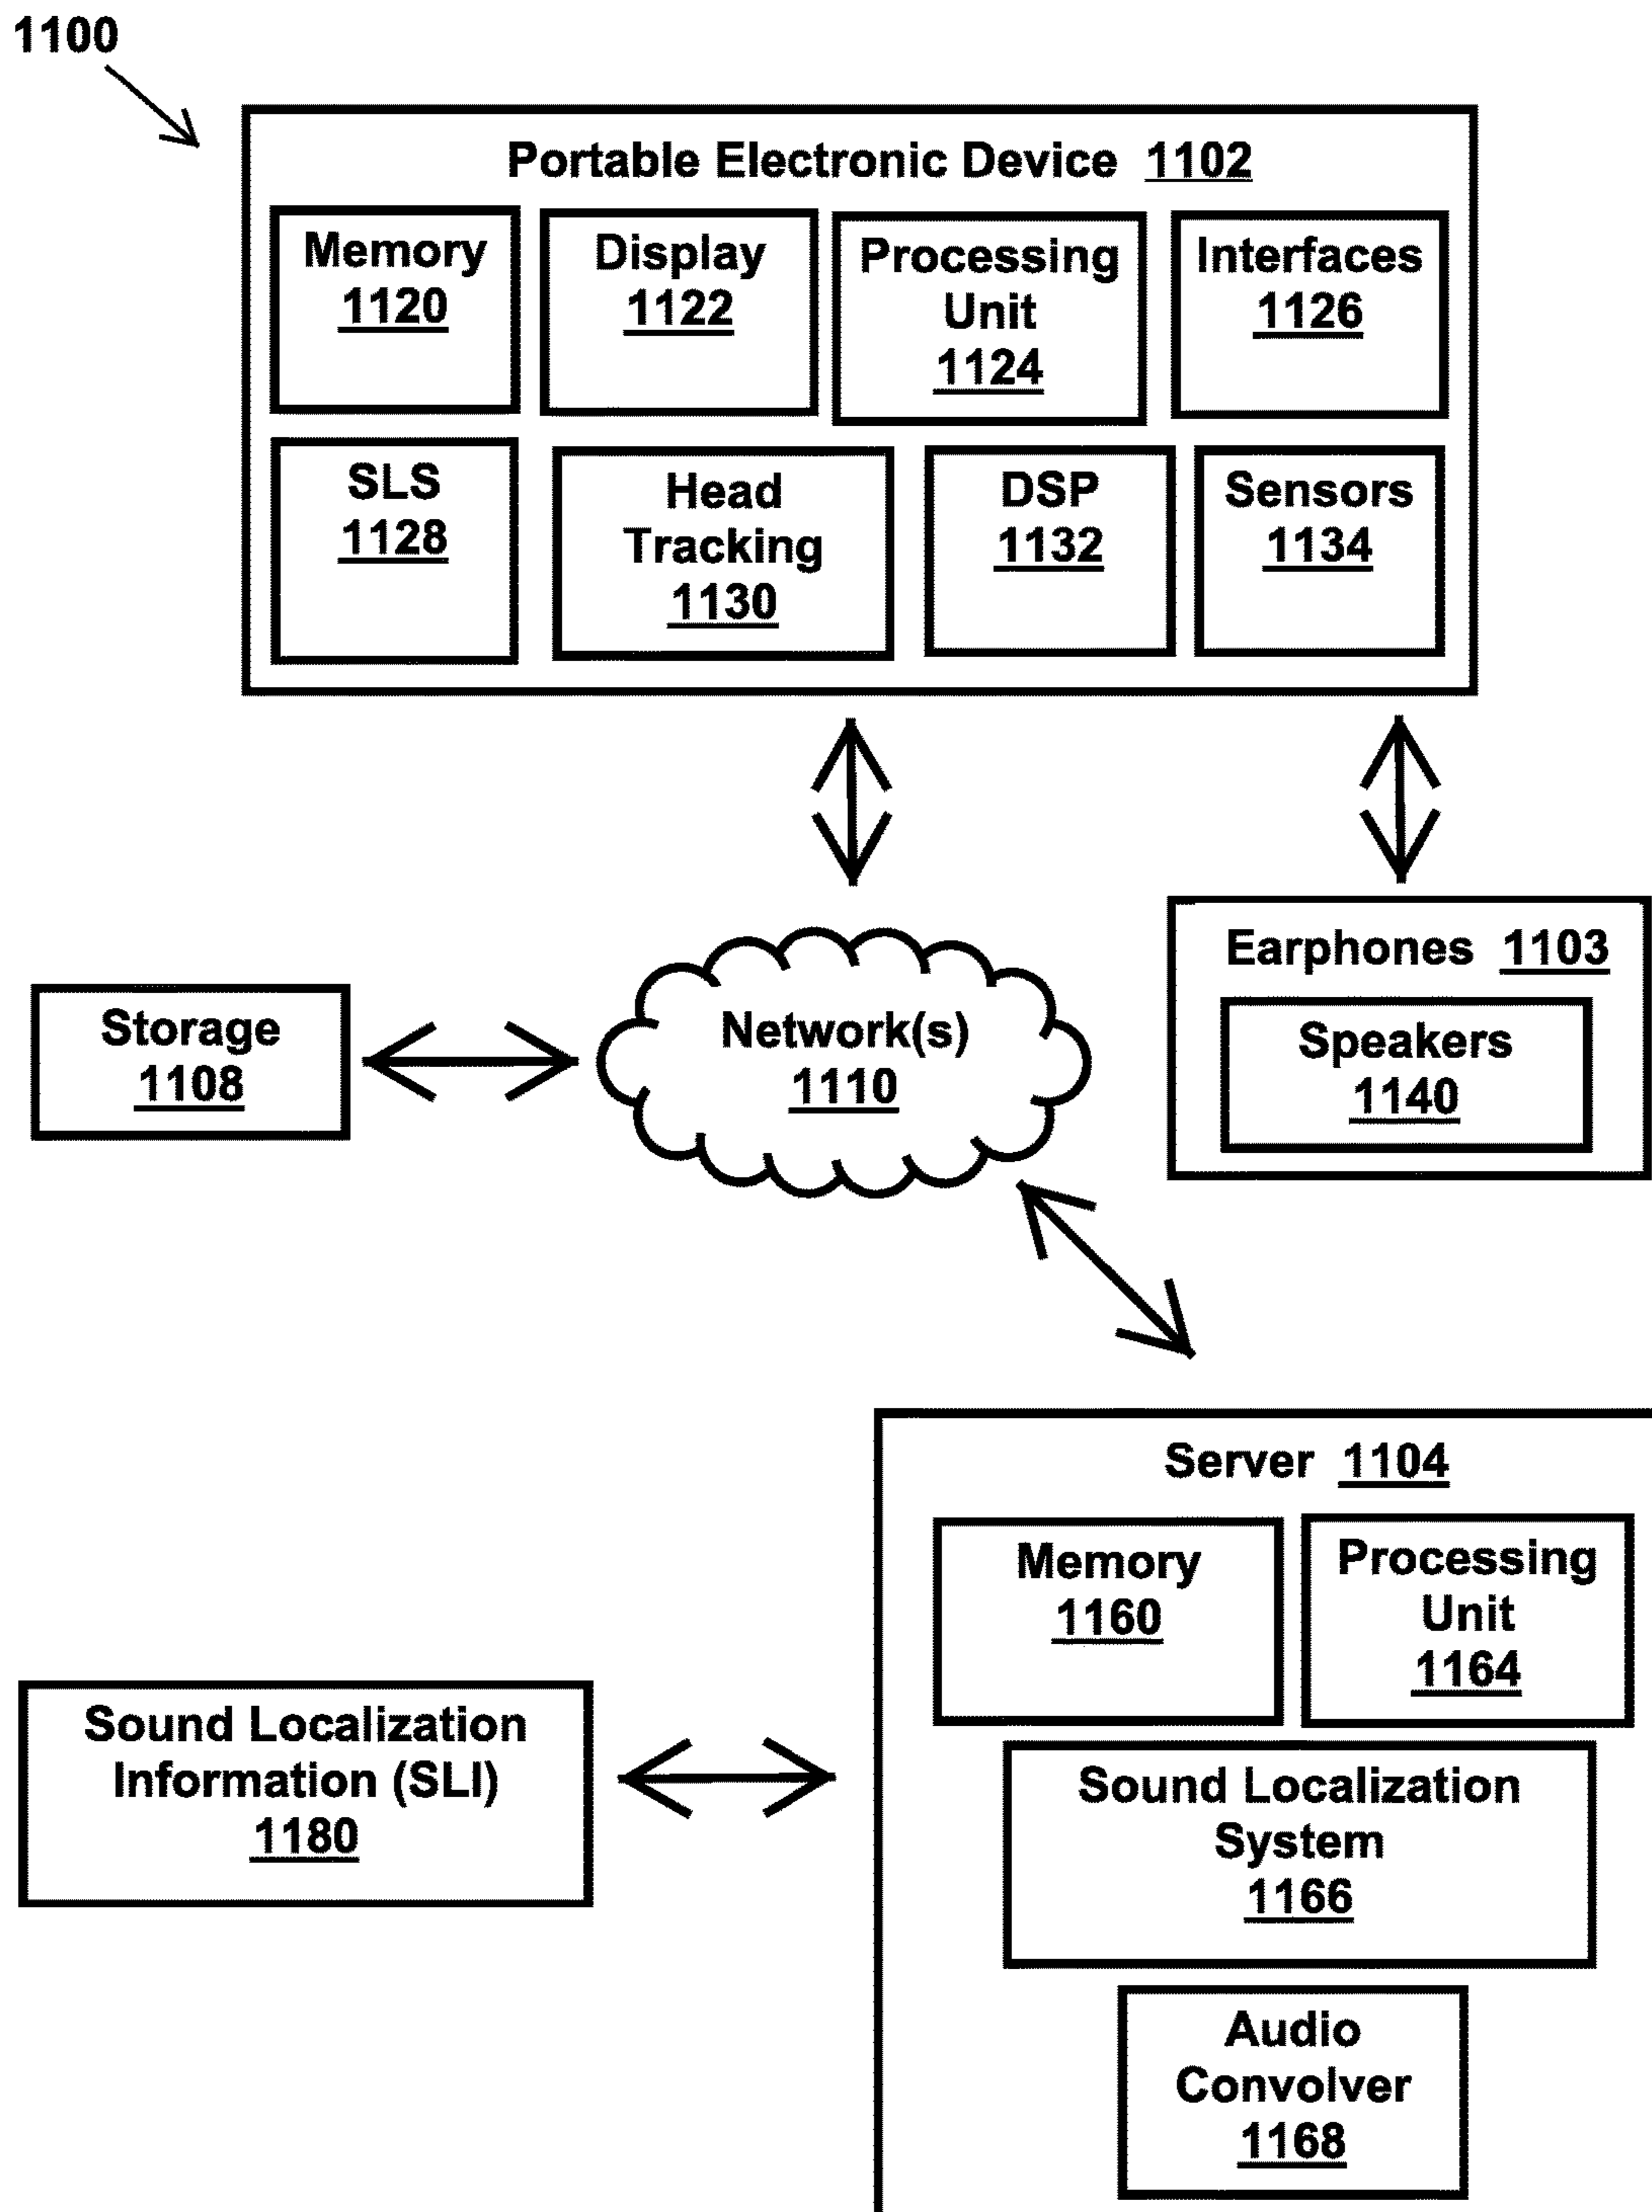 1100
Portable Electronic Device 1102
Memory
1120
Display
1122
Processing
Unit
1124
Interfaces
1126
SLS
1128
Head
Tracking
1130
DSP
1132
Sensors
1134
Storage
1108
Network(s)
1110
Earphones 1103
Speakers
1140
Server 1104
Memory
1160
Processing
Unit
1164
Sound Localization
Information (SLI)
1180
Sound Localization
System
1166
Audio
Convolver
1168